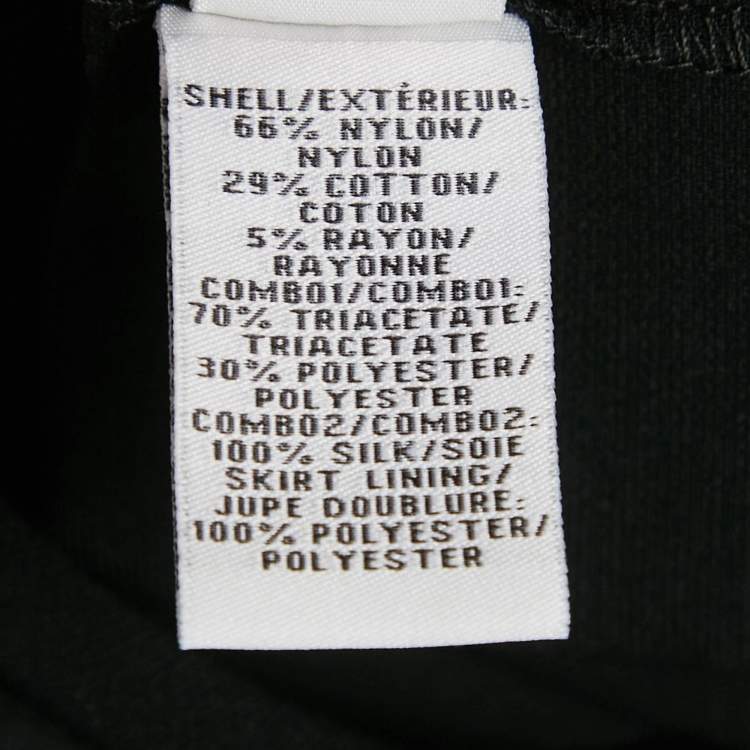 SHELL/EXTÉRIEUR:
66% NYLON/
NYLON
29% COTTON/
COTON
5% RAYON/
RAYONNE
COMBO1/COMBO1:
70% TRIACETATE/
TRIACETATE
30% POLYESTER/
POLYESTER
COMBO2/COMBO2:
100% SILK/SOIE
SKIRT LINING/
JUPE DOUBLURE:
100% POLYESTER/
POLYESTER